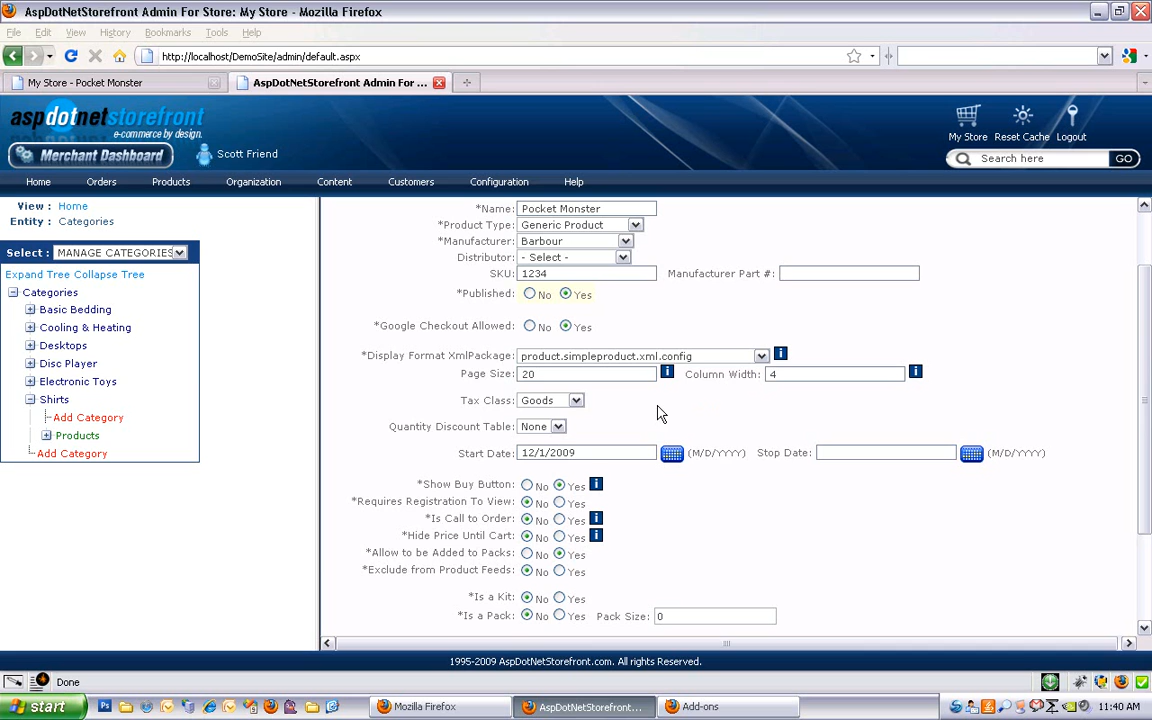 AspDotNetStorefront Admin For Store: My Store - Mozilla Firefox
File Edit View History Bookmarks Tools Help
http://localhost/DemoSite/admin/default.aspx
My Store - Pocket Monster
AspDotNetStorefront Admin For ...
aspdotnetstorefront
e-commerce by design.
Merchant Dashboard
Scott Friend
My Store Reset Cache Logout
Search here GO
Home Orders Products Organization Content Customers Configuration Help
View : Home
Entity : Categories
Select : MANAGE CATEGORIES
Expand Tree Collapse Tree
Categories
Basic Bedding
Cooling & Heating
Desktops
Disc Player
Electronic Toys
Shirts
Add Category
Products
Add Category
*Name: Pocket Monster
*Product Type: Generic Product
*Manufacturer: Barbour
Distributor: - Select -
SKU: 1234 Manufacturer Part #:
*Published: No Yes
*Google Checkout Allowed: No Yes
*Display Format XmlPackage: product.simpleproduct.xml.config
Page Size: 20 Column Width: 4
Tax Class: Goods
Quantity Discount Table: None
Start Date: 12/1/2009 (M/D/YYYY) Stop Date: (M/D/YYYY)
*Show Buy Button: No Yes
*Requires Registration To View: No Yes
*Is Call to Order: No Yes
*Hide Price Until Cart: No Yes
*Allow to be Added to Packs: No Yes
*Exclude from Product Feeds: No Yes
*Is a Kit: No Yes
*Is a Pack: No Yes Pack Size: 0
1995-2009 AspDotNetStorefront.com. All rights Reserved.
Done
start
Mozilla Firefox
AspDotNetStorefront...
Add-ons
11:40 AM